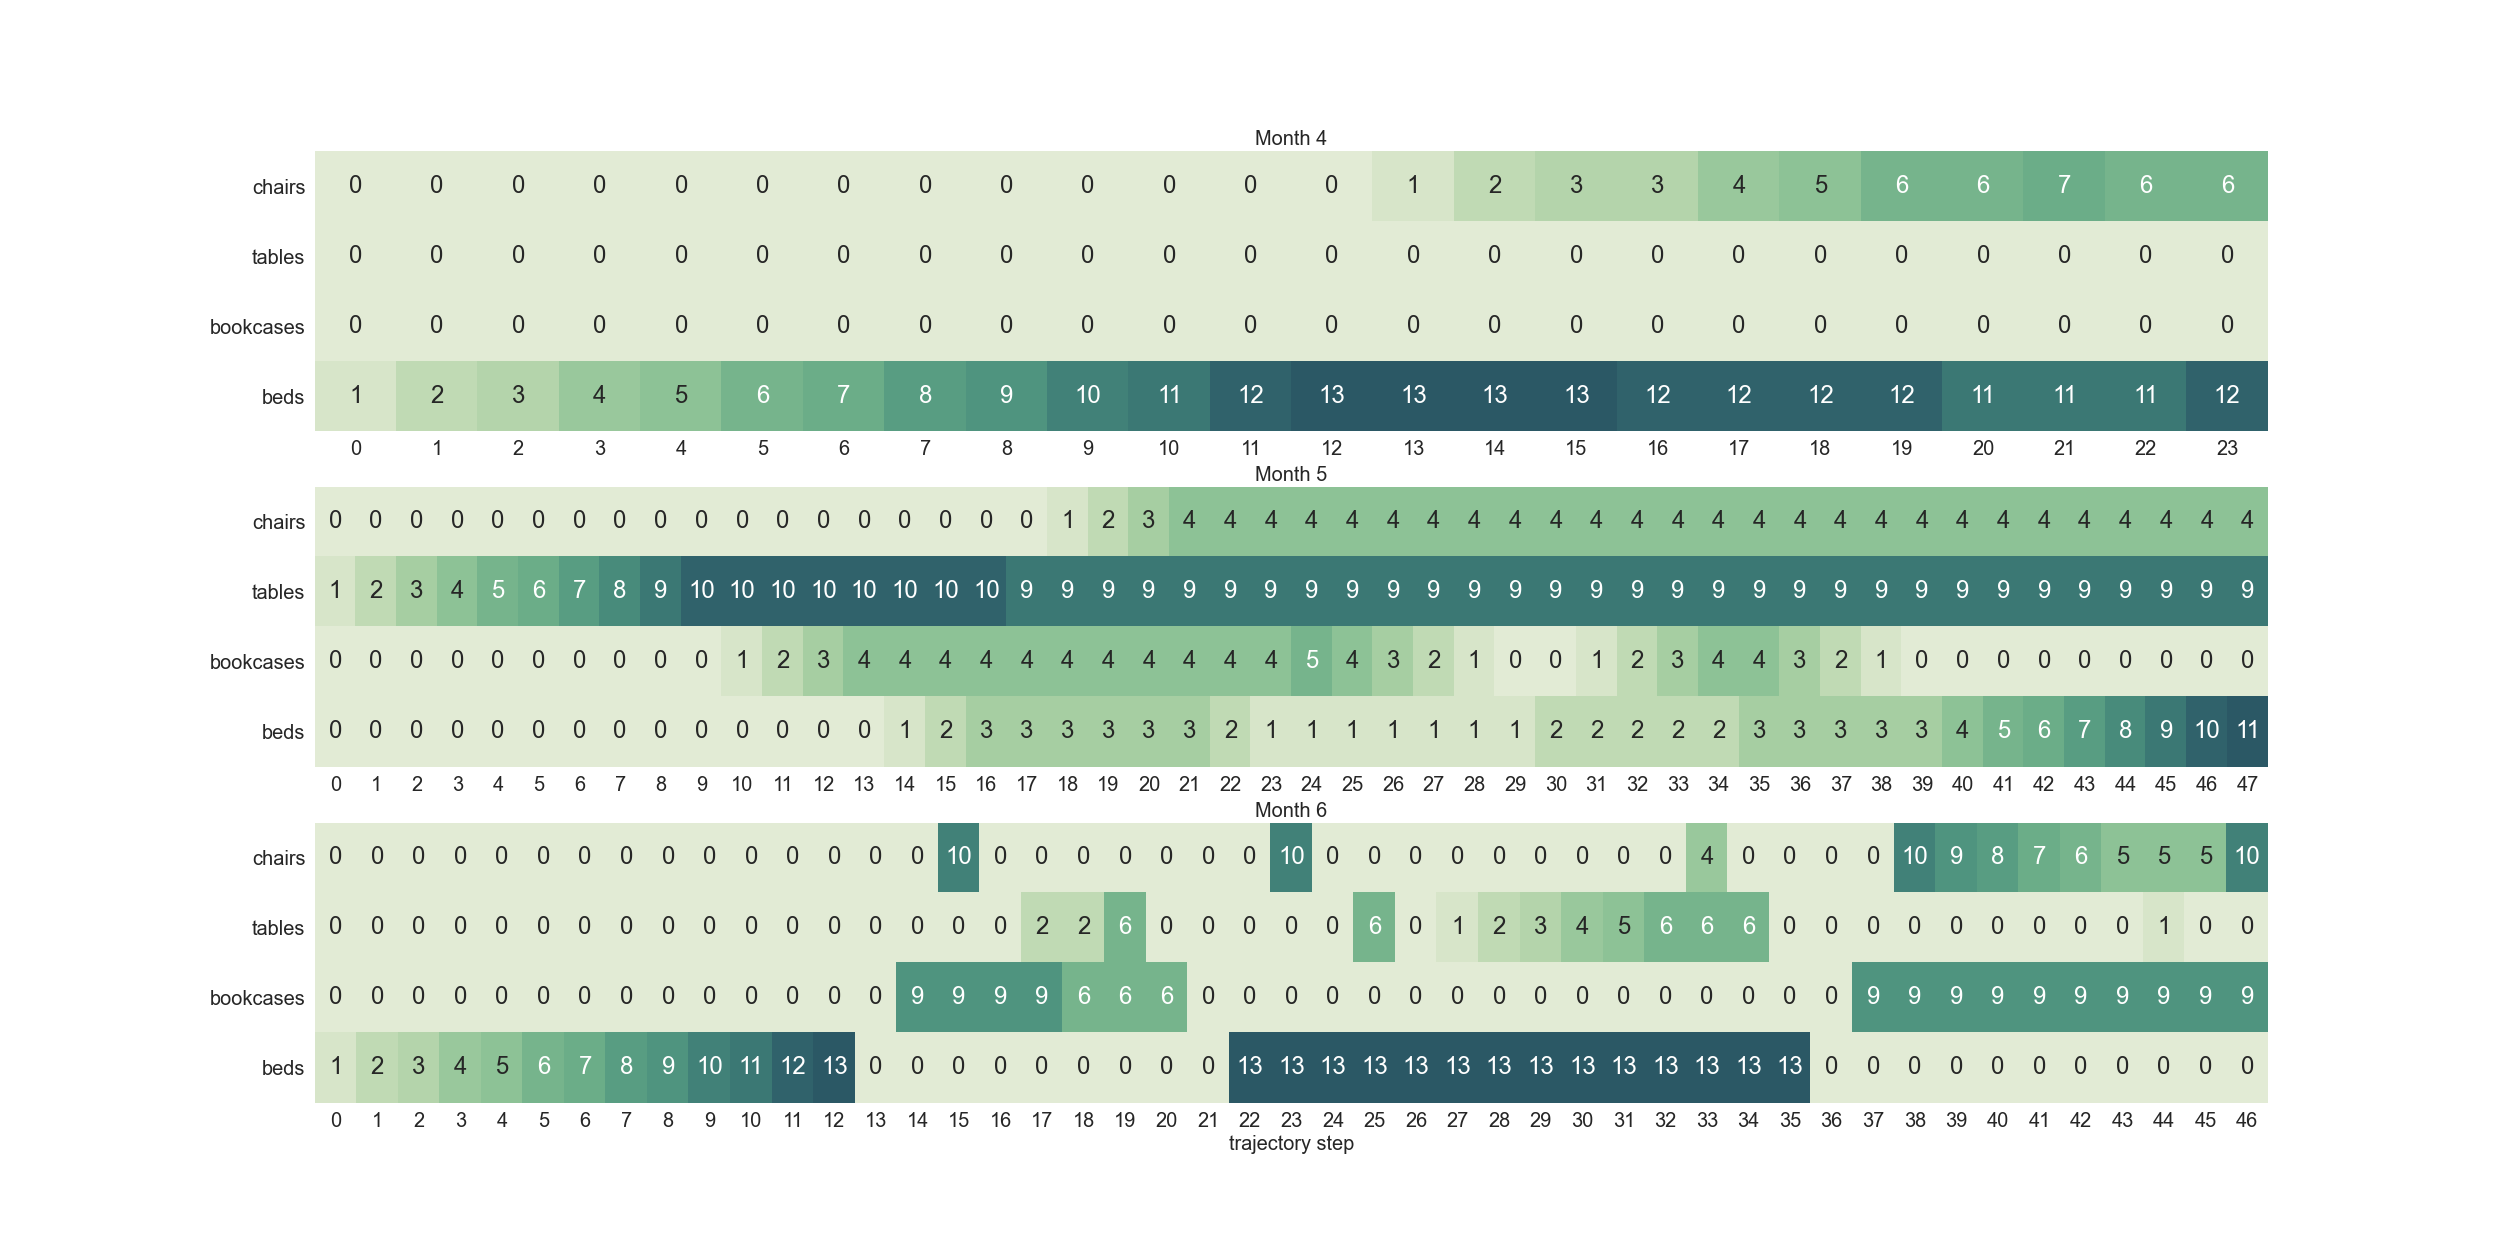 Month 4
chairs 0 0 0 0 0 0 0 0 0 0 0 0 0 1 2 3 3 4 5 6 6 7 6 6
tables 0 0 0 0 0 0 0 0 0 0 0 0 0 0 0 0 0 0 0 0 0 0 0 0
bookcases 0 0 0 0 0 0 0 0 0 0 0 0 0 0 0 0 0 0 0 0 0 0 0 0
beds 1 2 3 4 5 6 7 8 9 10 11 12 13 13 13 13 12 12 12 12 11 11 11 12
0 1 2 3 4 5 6 7 8 9 10 11 12 13 14 15 16 17 18 19 20 21 22 23
Month 5
chairs 0 0 0 0 0 0 0 0 0 0 0 0 0 0 0 0 0 0 1 2 3 4 4 4 4 4 4 4 4 4 4 4 4 4 4 4 4 4 4 4 4 4 4 4 4 4 4 4
tables 1 2 3 4 5 6 7 8 9 10 10 10 10 10 10 10 10 9 9 9 9 9 9 9 9 9 9 9 9 9 9 9 9 9 9 9 9 9 9 9 9 9 9 9 9 9 9 9
bookcases 0 0 0 0 0 0 0 0 0 0 1 2 3 4 4 4 4 4 4 4 4 4 4 4 5 4 3 2 1 0 0 1 2 3 4 4 3 2 1 0 0 0 0 0 0 0 0 0
beds 0 0 0 0 0 0 0 0 0 0 0 0 0 0 1 2 3 3 3 3 3 3 2 1 1 1 1 1 1 1 2 2 2 2 2 3 3 3 3 3 4 5 6 7 8 9 10 11
0 1 2 3 4 5 6 7 8 9 10 11 12 13 14 15 16 17 18 19 20 21 22 23 24 25 26 27 28 29 30 31 32 33 34 35 36 37 38 39 40 41 42 43 44 45 46 47
Month 6
chairs 0 0 0 0 0 0 0 0 0 0 0 0 0 0 0 10 0 0 0 0 0 0 0 10 0 0 0 0 0 0 0 0 0 4 0 0 0 0 10 9 8 7 6 5 5 5 10
tables 0 0 0 0 0 0 0 0 0 0 0 0 0 0 0 0 0 2 2 6 0 0 0 0 0 6 0 1 2 3 4 5 6 6 6 0 0 0 0 0 0 0 0 0 1 0 0
bookcases 0 0 0 0 0 0 0 0 0 0 0 0 0 0 9 9 9 9 6 6 6 0 0 0 0 0 0 0 0 0 0 0 0 0 0 0 0 9 9 9 9 9 9 9 9 9 9
beds 1 2 3 4 5 6 7 8 9 10 11 12 13 0 0 0 0 0 0 0 0 0 13 13 13 13 13 13 13 13 13 13 13 13 13 13 0 0 0 0 0 0 0 0 0 0 0
0 1 2 3 4 5 6 7 8 9 10 11 12 13 14 15 16 17 18 19 20 21 22 23 24 25 26 27 28 29 30 31 32 33 34 35 36 37 38 39 40 41 42 43 44 45 46
trajectory step